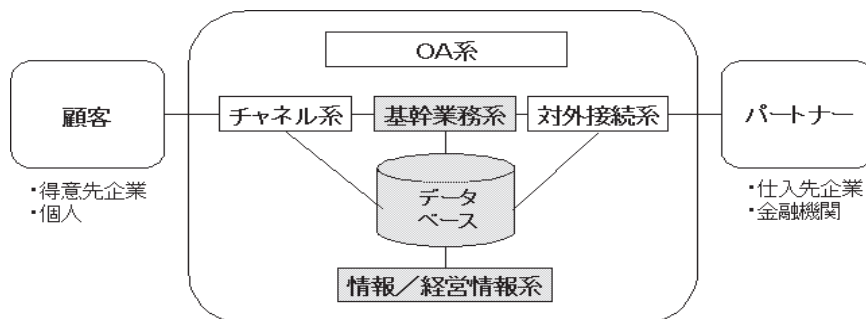 OA系
顧客
チャネル系
基幹業務系
対外接続系
パートナー
・得意先企業
・個人
データ
ベース
・仕入先企業
・金融機関
情報／経営情報系